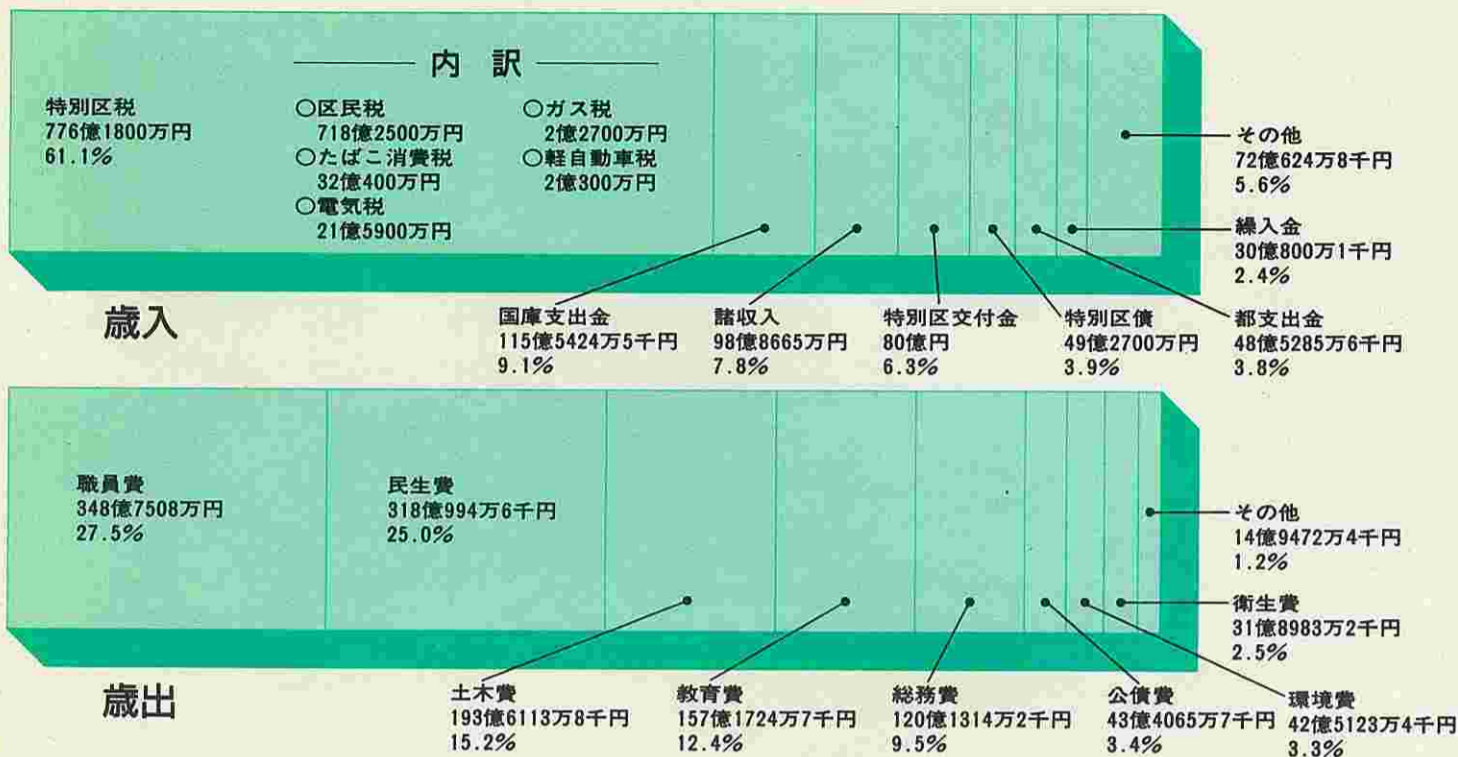 内訳
特別区税
776億1800万円
61.1%
○区民税
718億2500万円
○たばこ消費税
32億400万円
○電気税
21億5900万円
○ガス税
2億2700万円
○軽自動車税
2億300万円
その他
72億624万8千円
5.6%
繰入金
30億800万1千円
2.4%
歳入
国庫支出金
115億5424万5千円
9.1%
諸収入
98億8665万円
7.8%
特別区交付金
80億円
6.3%
特別区債
49億2700万円
3.9%
都支出金
48億5285万6千円
3.8%
職員費
348億7508万円
27.5%
民生費
318億994万6千円
25.0%
その他
14億9472万4千円
1.2%
衛生費
31億8983万2千円
2.5%
歳出
土木費
193億6113万8千円
15.2%
教育費
157億1724万7千円
12.4%
総務費
120億1314万2千円
9.5%
公債費
43億4065万7千円
3.4%
環境費
42億5123万4千円
3.3%